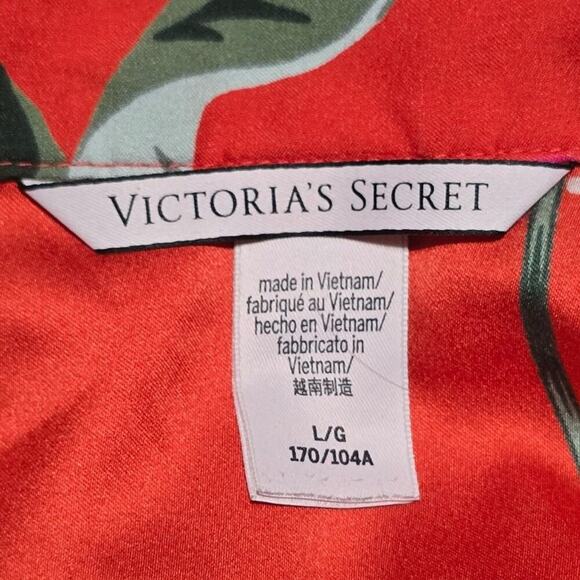 VICTORIA'S SECRET
made in Vietnam/
fabriqué au Vietnam/
hecho en Vietnam/
fabbricato in
Vietnam/
越南制造
L/G
170/104A